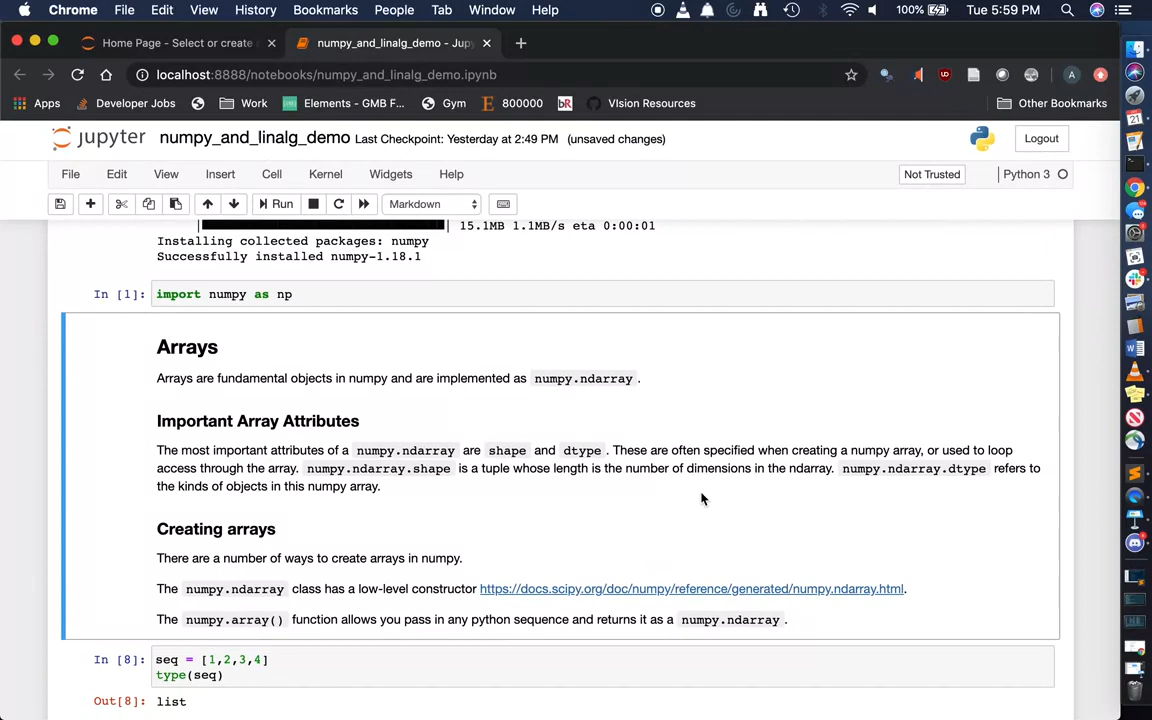 Chrome File Edit View History Bookmarks People Tab Window Help 100% Tue 5:59 PM
Home Page - Select or create numpy_and_linalg_demo - Jupy
localhost:8888/notebooks/numpy_and_linalg_demo.ipynb A
Apps Developer Jobs Work Elements - GMB F... Gym 800000 bR VIsion Resources Other Bookmarks
jupyter numpy_and_linalg_demo Last Checkpoint: Yesterday at 2:49 PM (unsaved changes) Logout
File Edit View Insert Cell Kernel Widgets Help Not Trusted Python 3
Run Markdown
15.1MB 1.1MB/s eta 0:00:01
Installing collected packages: numpy
Successfully installed numpy-1.18.1
In [1]: import numpy as np
Arrays
Arrays are fundamental objects in numpy and are implemented as numpy.ndarray.
Important Array Attributes
The most important attributes of a numpy.ndarray are shape and dtype. These are often specified when creating a numpy array, or used to loop
access through the array. numpy.ndarray.shape is a tuple whose length is the number of dimensions in the ndarray. numpy.ndarray.dtype refers to
the kinds of objects in this numpy array.
Creating arrays
There are a number of ways to create arrays in numpy.
The numpy.ndarray class has a low-level constructor https://docs.scipy.org/doc/numpy/reference/generated/numpy.ndarray.html.
The numpy.array() function allows you pass in any python sequence and returns it as a numpy.ndarray.
In [8]: seq = [1,2,3,4]
type(seq)
Out[8]: list